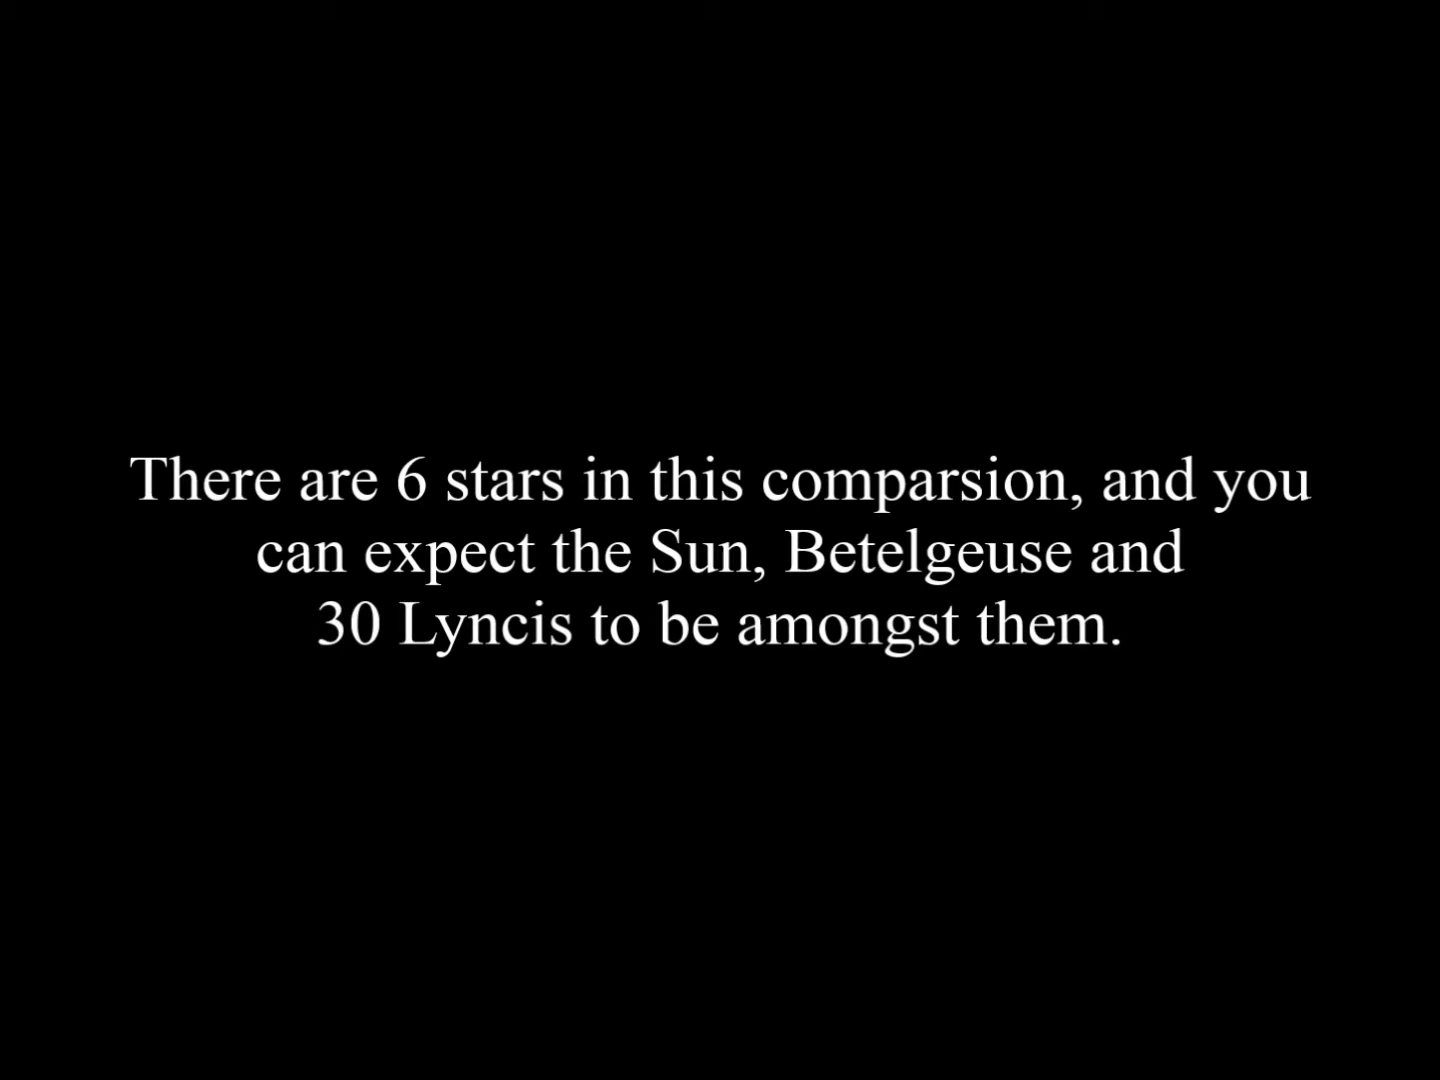 There are 6 stars in this comparsion, and you
can expect the Sun, Betelgeuse and
30 Lyncis to be amongst them.